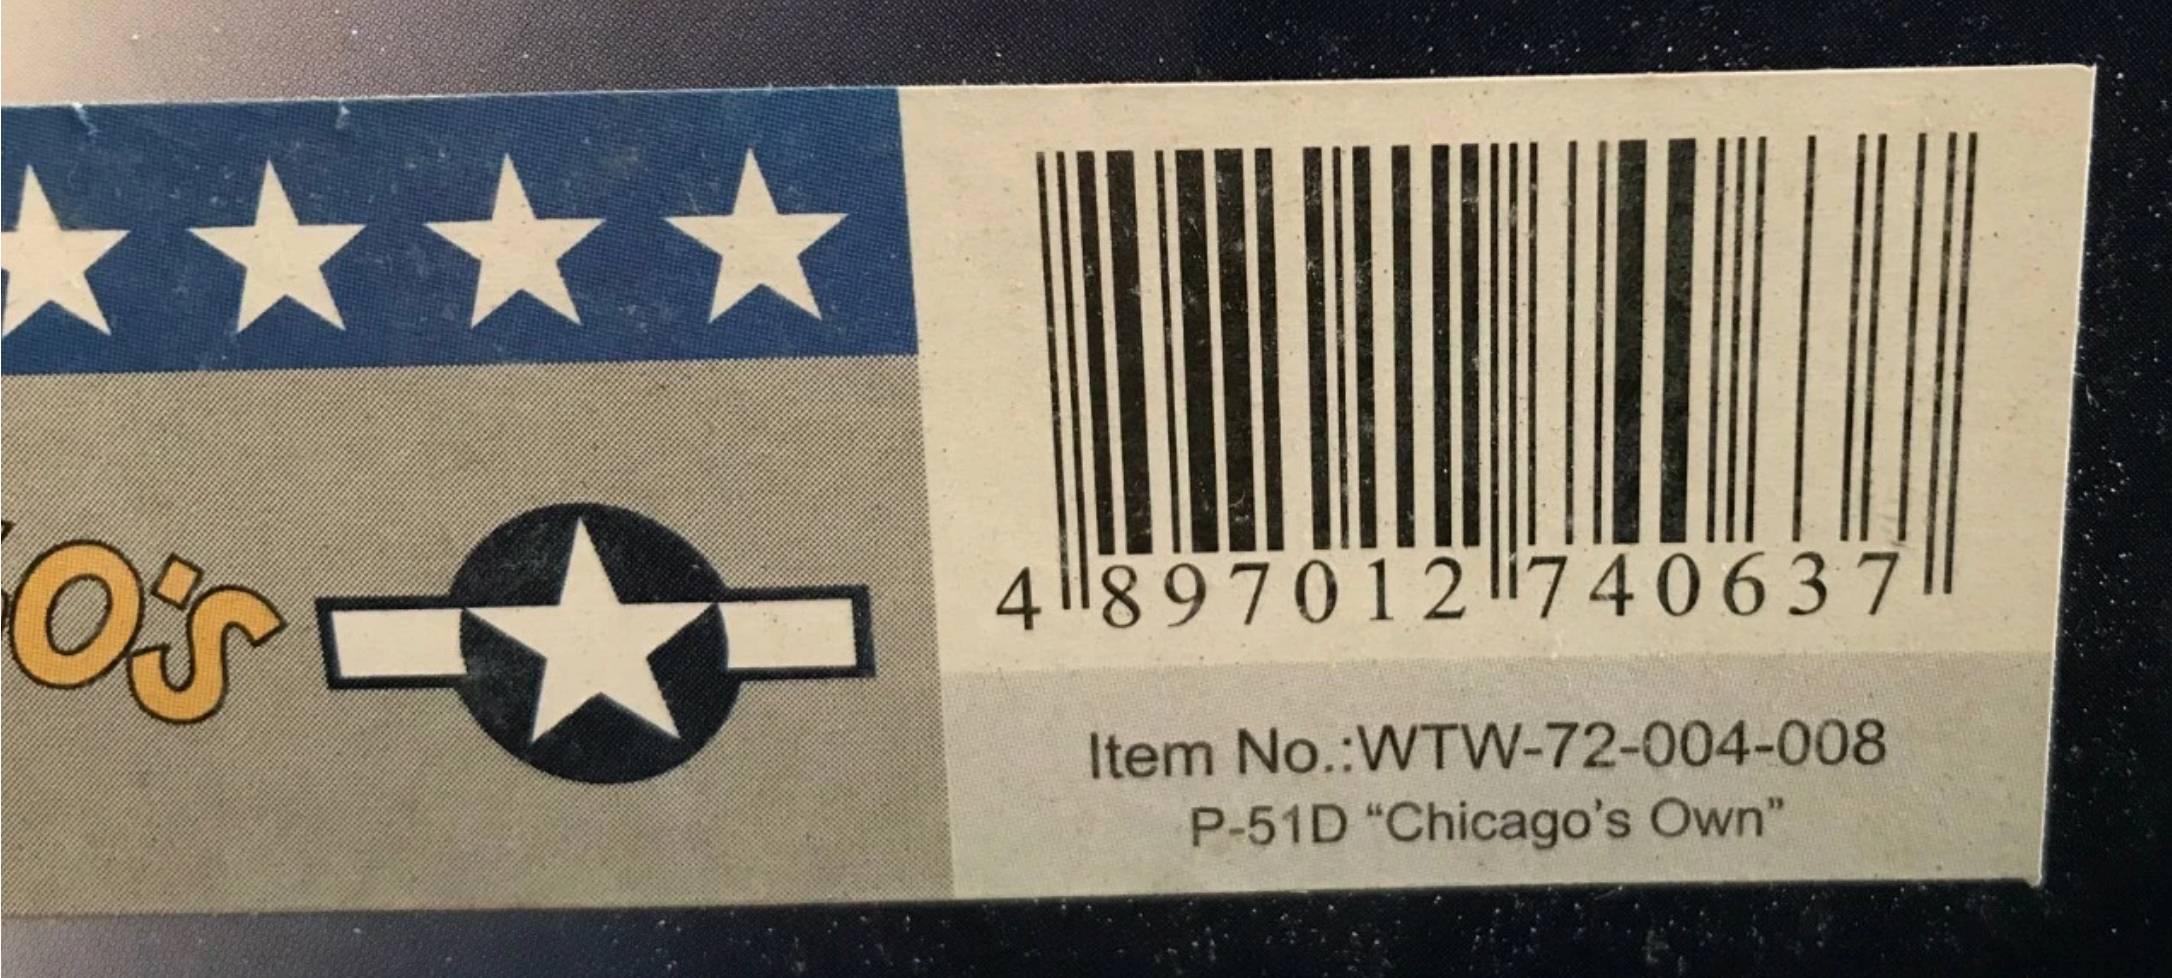 O's
4 897012 740637
Item No.:WTW-72-004-008
P-51D “Chicago’s Own”